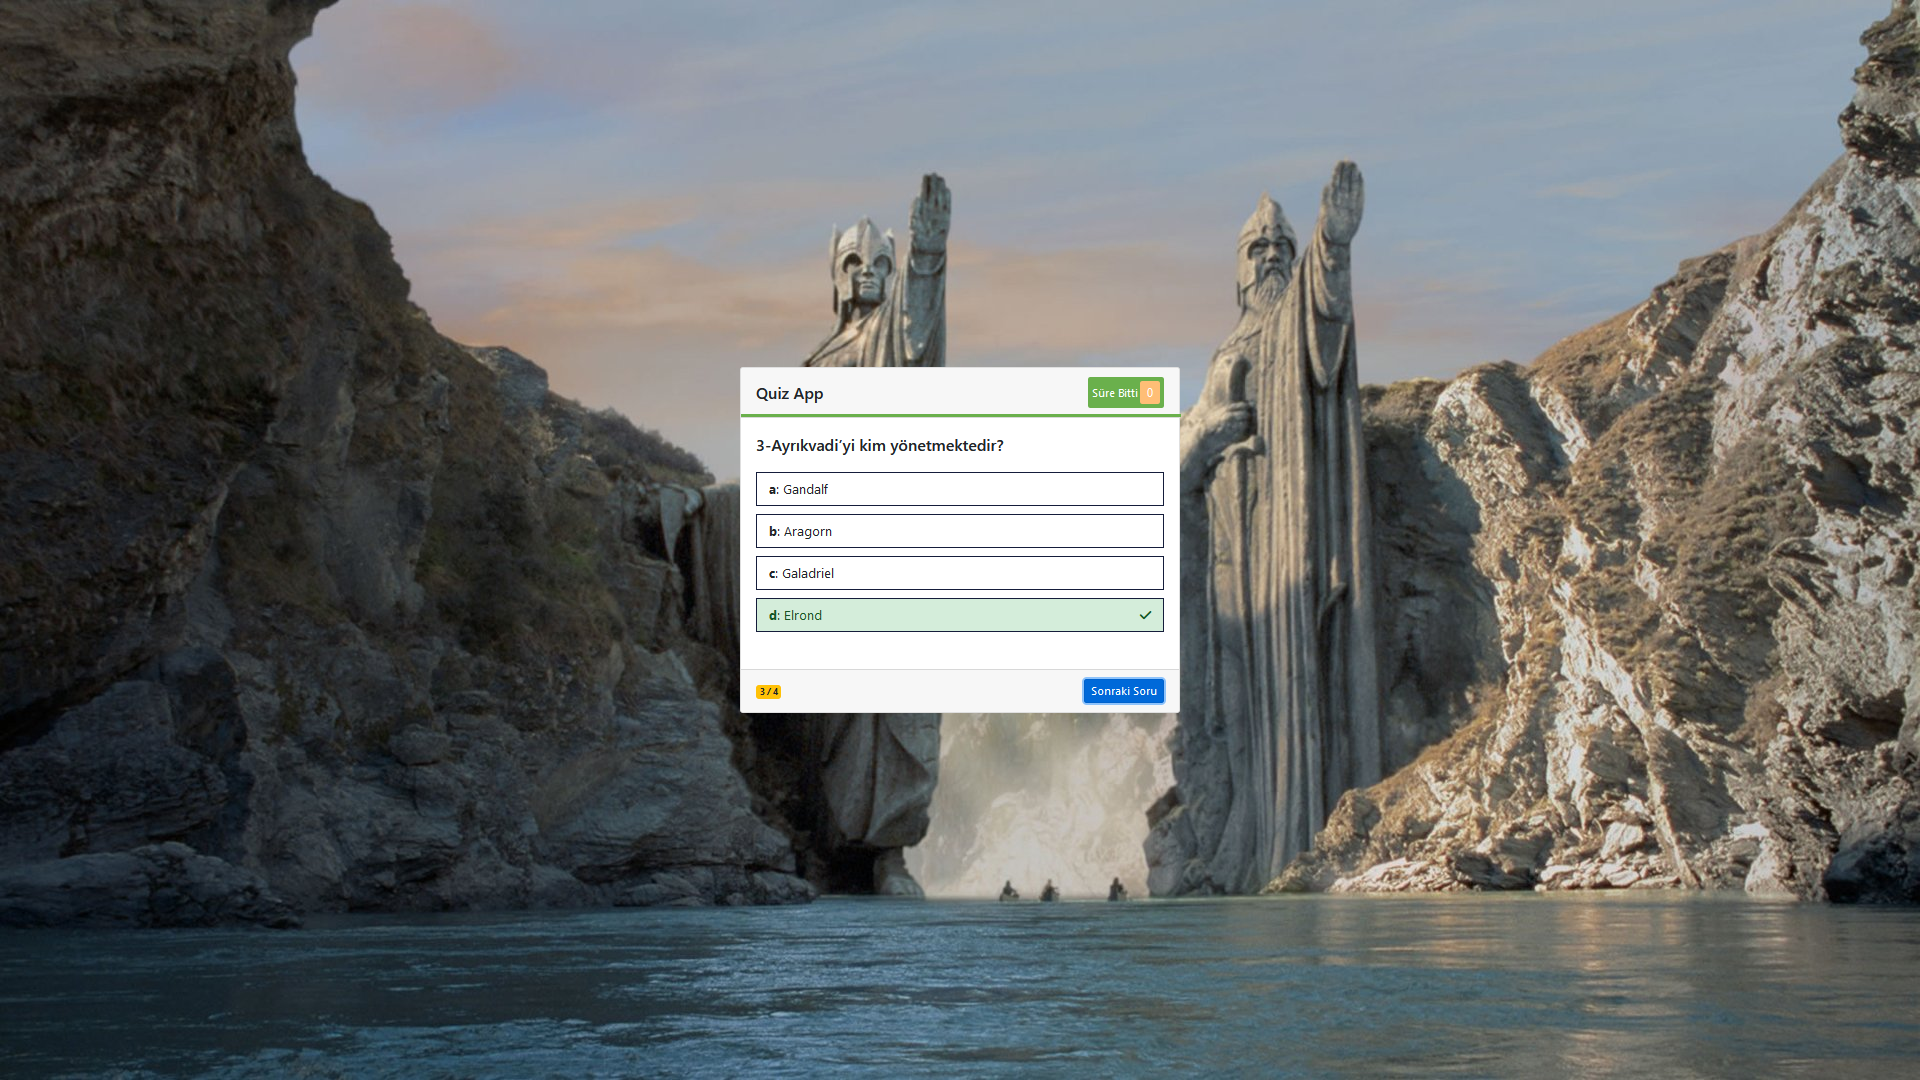 Quiz App
Süre Bitti 0
3-Ayrıkvadi'yi kim yönetmektedir?
a: Gandalf
b: Aragorn
c: Galadriel
d: Elrond
3 / 4
Sonraki Soru